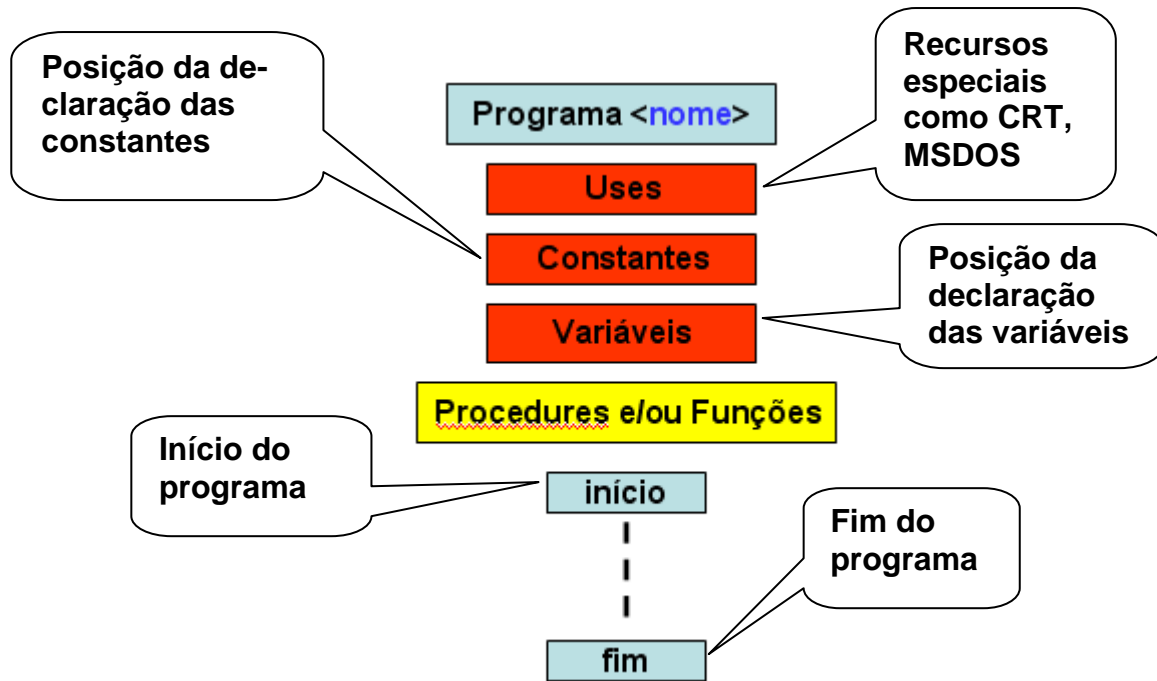 Posição da de-
claração das
constantes
Recursos
especiais
como CRT,
MSDOS
Programa <nome>
Uses
Constantes
Posição da
declaração
das variáveis
Variáveis
Procedures e/ou Funções
Início do
programa
início
Fim do
programa
fim